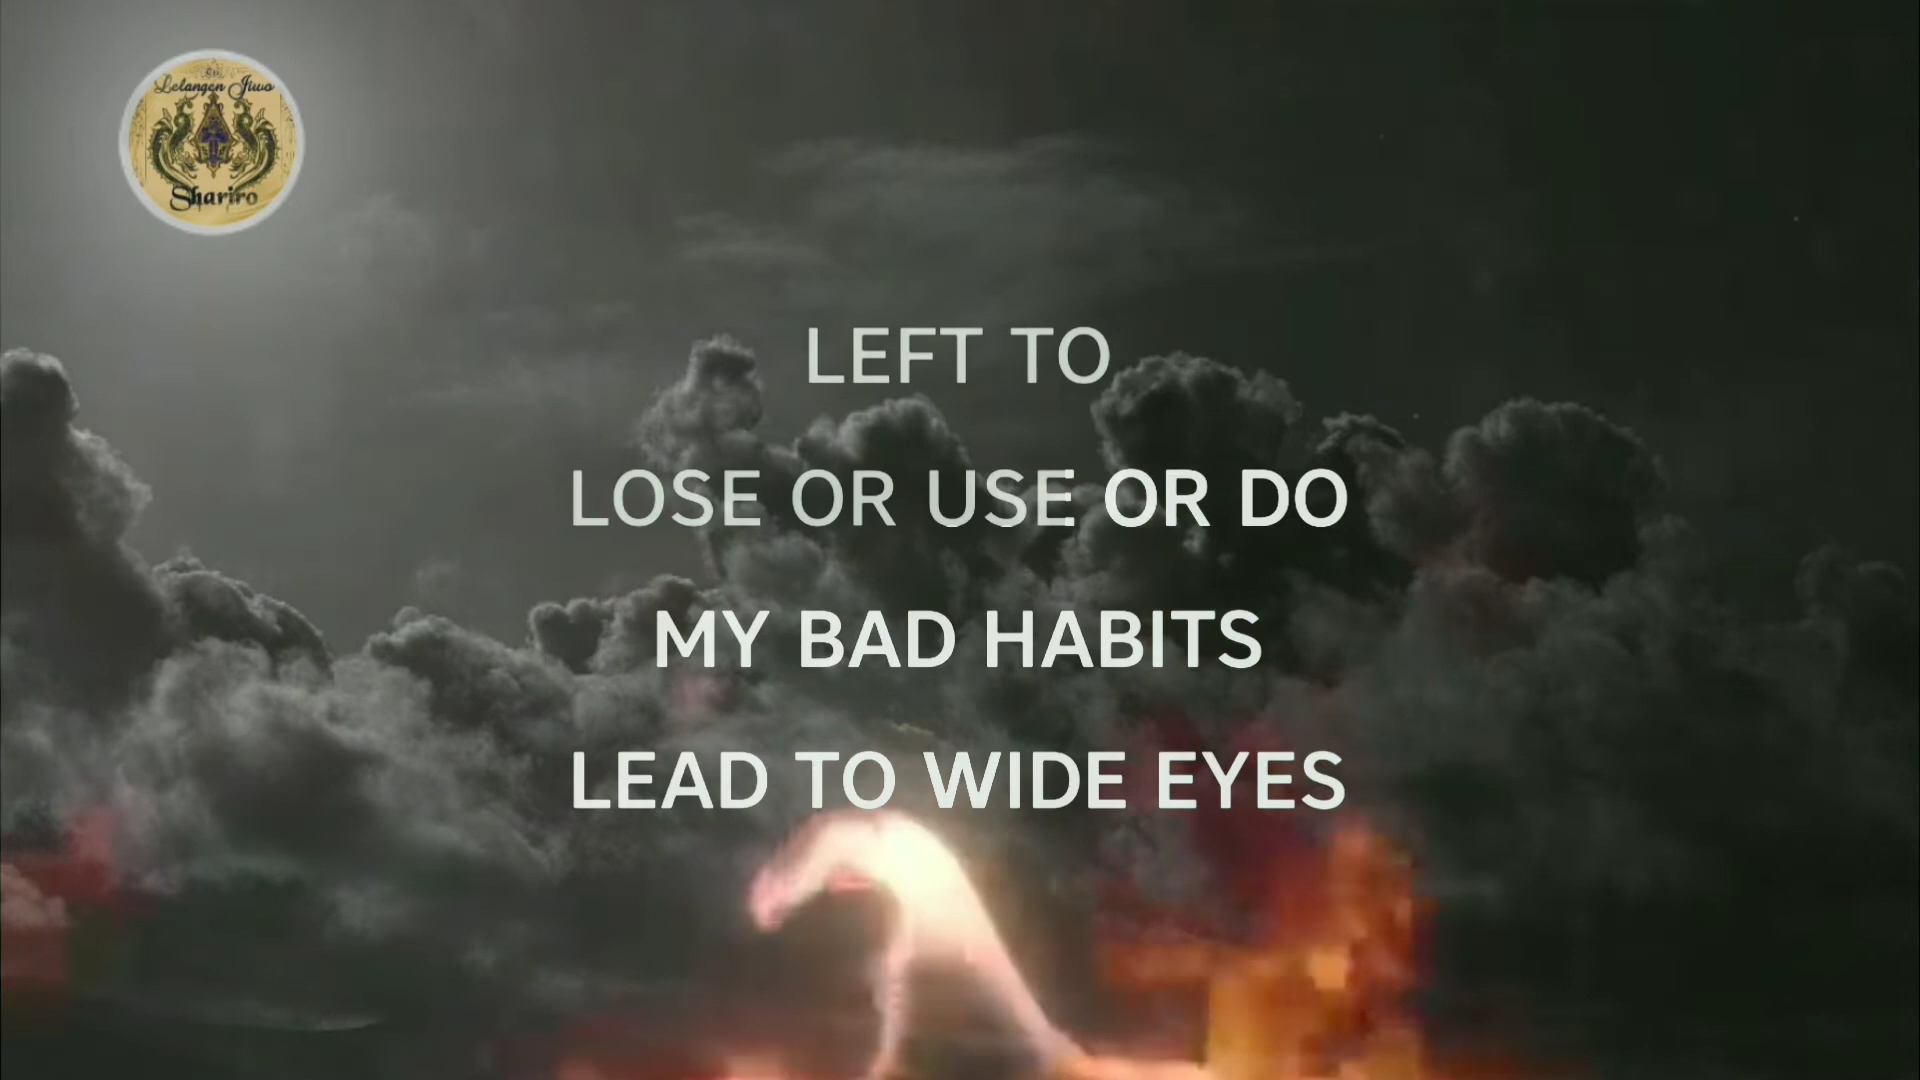 Lelangen Jiwo
Shariro
LEFT TO
LOSE OR USE OR DO
MY BAD HABITS
LEAD TO WIDE EYES